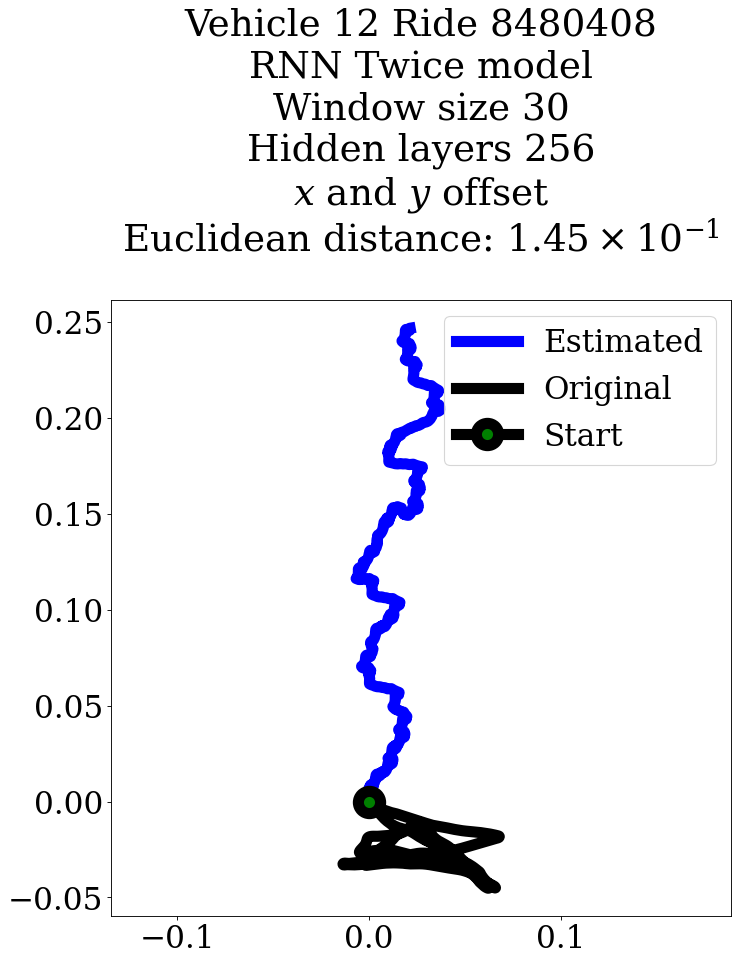 Vehicle 12 Ride 8480408
RNN Twice model
Window size 30
Hidden layers 256
x and y offset
Euclidean distance: 1.45 × 10⁻¹
0.25
0.20
0.15
0.10
0.05
0.00
−0.05
−0.1
0.0
0.1
Estimated
Original
Start